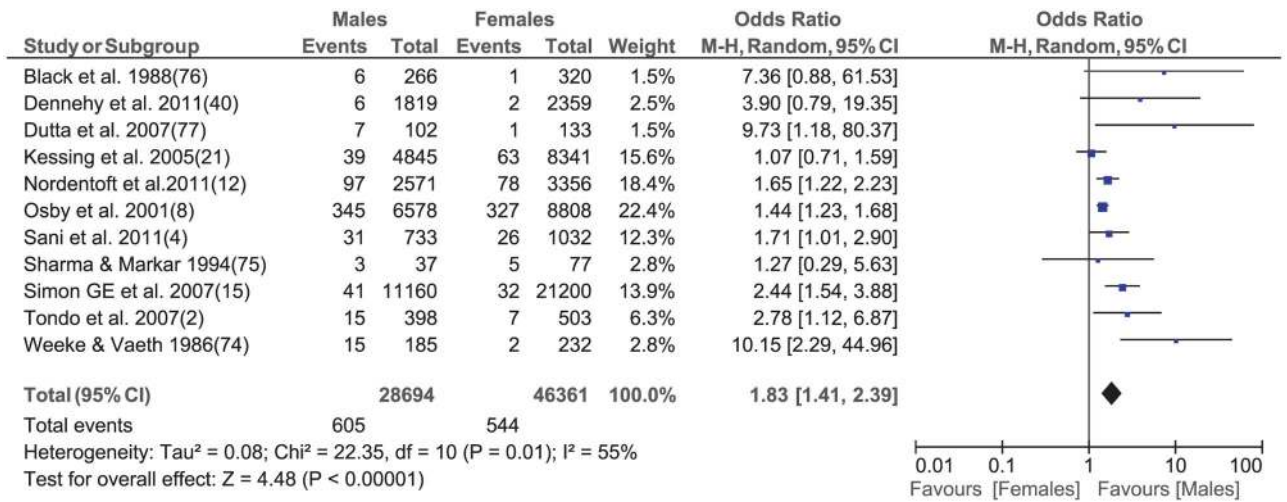 Males Females Odds Ratio Odds Ratio
Study or Subgroup Events Total Events Total Weight M-H, Random, 95% CI M-H, Random, 95% CI
Black et al. 1988(76) 6 266 1 320 1.5% 7.36 [0.88, 61.53]
Dennehy et al. 2011(40) 6 1819 2 2359 2.5% 3.90 [0.79, 19.35]
Dutta et al. 2007(77) 7 102 1 133 1.5% 9.73 [1.18, 80.37]
Kessing et al. 2005(21) 39 4845 63 8341 15.6% 1.07 [0.71, 1.59]
Nordentoft et al.2011(12) 97 2571 78 3356 18.4% 1.65 [1.22, 2.23]
Osby et al. 2001(8) 345 6578 327 8808 22.4% 1.44 [1.23, 1.68]
Sani et al. 2011(4) 31 733 26 1032 12.3% 1.71 [1.01, 2.90]
Sharma & Markar 1994(75) 3 37 5 77 2.8% 1.27 [0.29, 5.63]
Simon GE et al. 2007(15) 41 11160 32 21200 13.9% 2.44 [1.54, 3.88]
Tondo et al. 2007(2) 15 398 7 503 6.3% 2.78 [1.12, 6.87]
Weeke & Vaeth 1986(74) 15 185 2 232 2.8% 10.15 [2.29, 44.96]
Total (95% CI) 28694 46361 100.0% 1.83 [1.41, 2.39]
Total events 605 544
Heterogeneity: Tau² = 0.08; Chi² = 22.35, df = 10 (P = 0.01); I² = 55%
Test for overall effect: Z = 4.48 (P < 0.00001)
0.01 0.1 1 10 100
Favours [Females] Favours [Males]